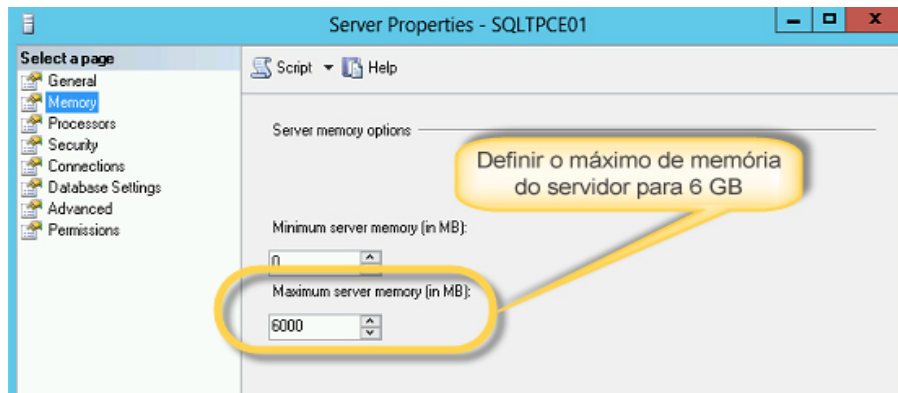 Server Properties - SQLTPCE01
Select a page
General
Memory
Processors
Security
Connections
Database Settings
Advanced
Permissions
Script Help
Server memory options
Definir o máximo de memória
do servidor para 6 GB
Minimum server memory (in MB):
0
Maximum server memory (in MB):
6000